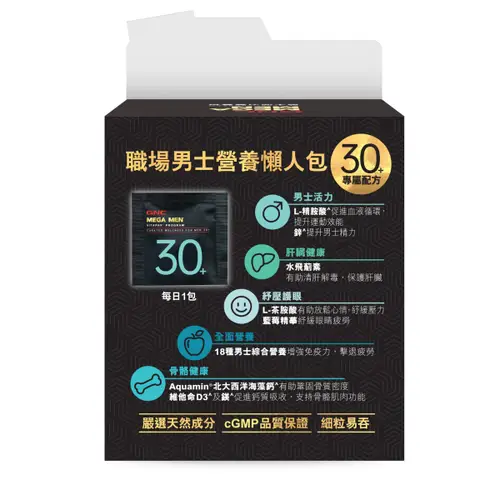 職場男士營養懶人包
30+
專屬配方
GNC
MEGA MEN
30+
每日1包
男士活力
L-精胺酸^促進血液循環,
提升運動效能
鋅^提升男士精力
肝臟健康
水飛薊素
有助清肝解毒、保護肝臟
紓壓護眼
L-茶胺酸有助放鬆心情,紓緩壓力
藍莓精華紓緩眼睛疲勞
全面營養
18種男士綜合營養增強免疫力、擊退疲勞
骨骼健康
Aquamin®北大西洋海藻鈣^有助鞏固骨質密度
維他命D3^及鎂^促進鈣質吸收,支持骨骼肌肉功能
嚴選天然成分
cGMP品質保證
細粒易吞